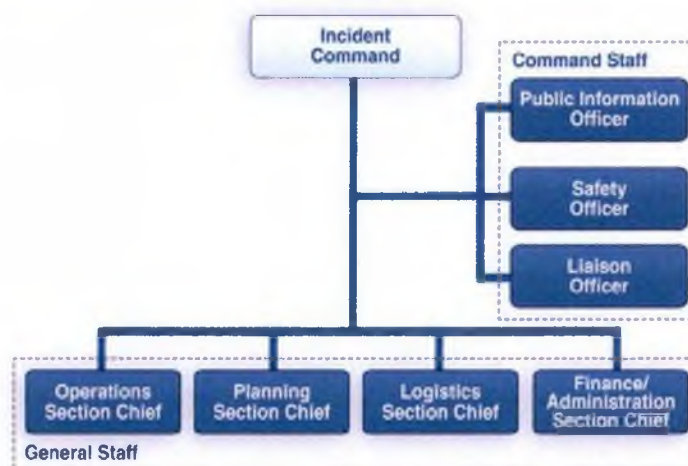 Incident
Command
Command Staff
Public Information
Officer
Safety
Officer
Liaison
Officer
Operations
Section Chief
Planning
Section Chief
Logistics
Section Chief
Finance/
Administration
Section Chief
General Staff